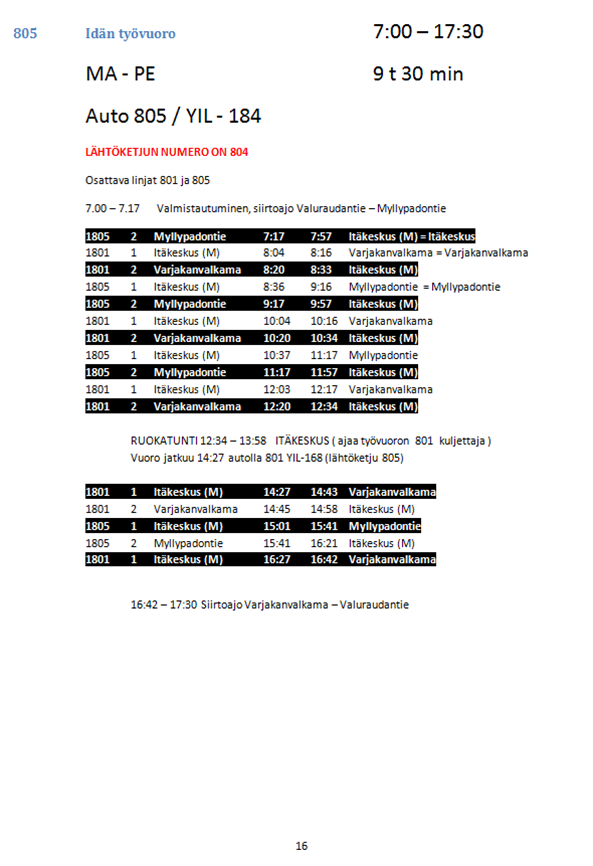 805 Idän työvuoro 7:00 – 17:30
MA - PE 9 t 30 min
Auto 805 / YIL - 184
LÄHTÖKETJUN NUMERO ON 804
Osattava linjat 801 ja 805
7.00 – 7.17 Valmistautuminen, siirtoajo Valuraudantie – Myllypadontie
1805 2 Myllypadontie 7:17 7:57 Itäkeskus (M) = Itäkeskus
1801 1 Itäkeskus (M) 8:04 8:16 Varjakanvalkama = Varjakanvalkama
1801 2 Varjakanvalkama 8:20 8:33 Itäkeskus (M)
1805 1 Itäkeskus (M) 8:36 9:16 Myllypadontie = Myllypadontie
1805 2 Myllypadontie 9:17 9:57 Itäkeskus (M)
1801 1 Itäkeskus (M) 10:04 10:16 Varjakanvalkama
1801 2 Varjakanvalkama 10:20 10:34 Itäkeskus (M)
1805 1 Itäkeskus (M) 10:37 11:17 Myllypadontie
1805 2 Myllypadontie 11:17 11:57 Itäkeskus (M)
1801 1 Itäkeskus (M) 12:03 12:17 Varjakanvalkama
1801 2 Varjakanvalkama 12:20 12:34 Itäkeskus (M)
RUOKATUNTI 12:34 – 13:58 ITÄKESKUS ( ajaa työvuoron 801 kuljettaja )
Vuoro jatkuu 14:27 autolla 801 YIL-168 (lähtöketju 805)
1801 1 Itäkeskus (M) 14:27 14:43 Varjakanvalkama
1801 2 Varjakanvalkama 14:45 14:58 Itäkeskus (M)
1805 1 Itäkeskus (M) 15:01 15:41 Myllypadontie
1805 2 Myllypadontie 15:41 16:21 Itäkeskus (M)
1801 1 Itäkeskus (M) 16:27 16:42 Varjakanvalkama
16:42 – 17:30 Siirtoajo Varjakanvalkama – Valuraudantie
16